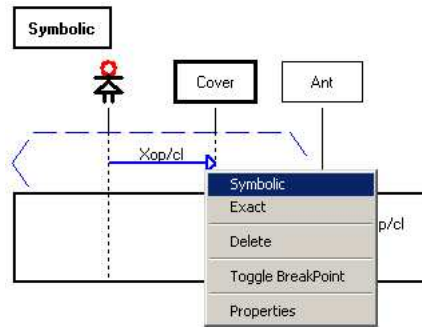 Symbolic
Cover
Ant
Xop/cl
Symbolic
Exact
p/cl
Delete
Toggle BreakPoint
Properties